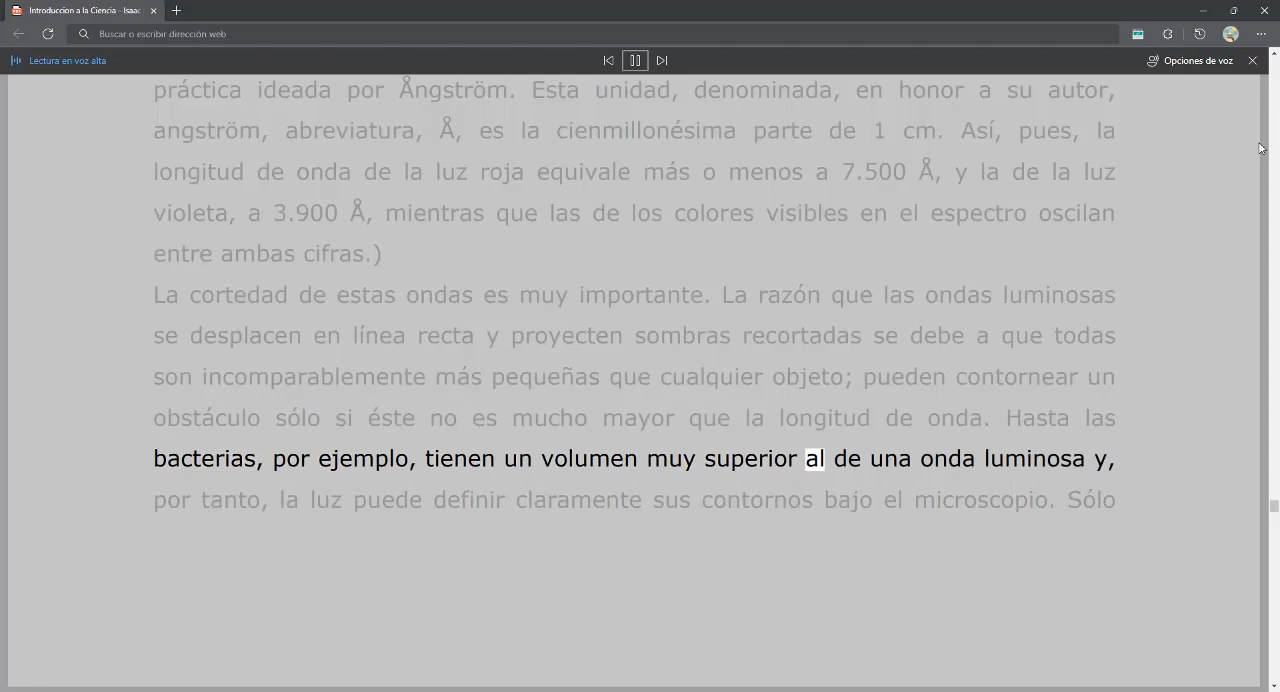 Introduccion a la Ciencia - Isaac
Buscar o escribir dirección web
Lectura en voz alta
Opciones de voz
práctica ideada por Ångström. Esta unidad, denominada, en honor a su autor,
angström, abreviatura, Å, es la cienmillonésima parte de 1 cm. Así, pues, la
longitud de onda de la luz roja equivale más o menos a 7.500 Å, y la de la luz
violeta, a 3.900 Å, mientras que las de los colores visibles en el espectro oscilan
entre ambas cifras.)
La cortedad de estas ondas es muy importante. La razón que las ondas luminosas
se desplacen en línea recta y proyecten sombras recortadas se debe a que todas
son incomparablemente más pequeñas que cualquier objeto; pueden contornear un
obstáculo sólo si éste no es mucho mayor que la longitud de onda. Hasta las
bacterias, por ejemplo, tienen un volumen muy superior al de una onda luminosa y,
por tanto, la luz puede definir claramente sus contornos bajo el microscopio. Sólo